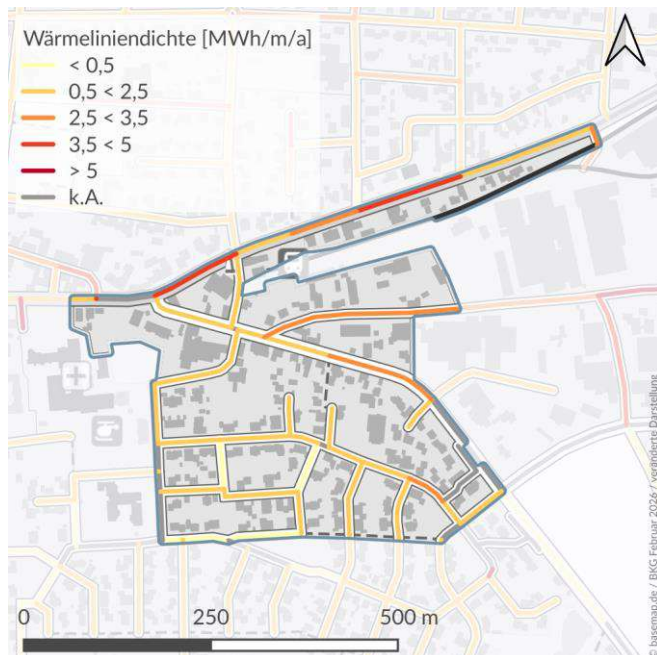 Wärmeliniendichte [MWh/m/a]
< 0,5
0,5 < 2,5
2,5 < 3,5
3,5 < 5
> 5
k.A.
0 250 500 m
© basemap.de / BKG Februar 2026 / veränderte Darstellung